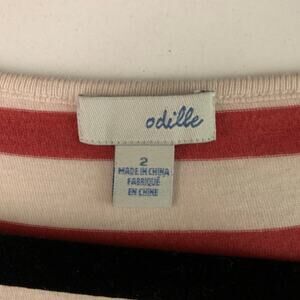 odille
2
MADE IN CHINA
FABRIQUÉ
EN CHINE